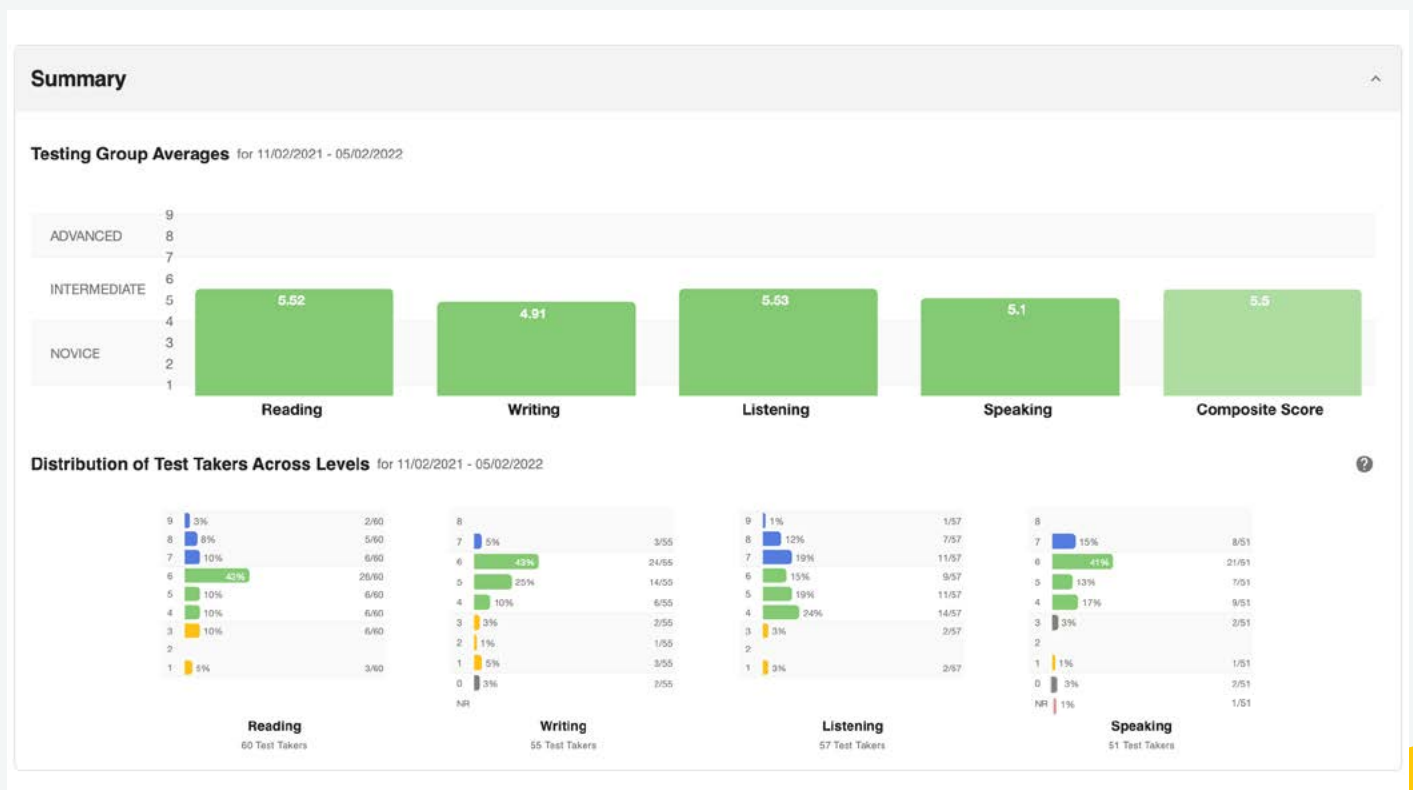 Summary
Testing Group Averages for 11/02/2021 - 05/02/2022
9
ADVANCED 8
7
6
INTERMEDIATE
5
4
3
NOVICE
2
1
5.52
4.91
5.53
5.1
5.5
Reading Writing Listening Speaking Composite Score
Distribution of Test Takers Across Levels for 11/02/2021 - 05/02/2022
9 3% 2/60
8 8% 5/60
7 10% 6/60
6 43% 26/60
5 10% 6/60
4 10% 6/60
3 10% 6/60
2
1 5% 3/60
Reading
60 Test Takers
8
7 5% 3/55
6 43% 24/55
5 25% 14/55
4 10% 6/55
3 3% 2/55
2 1% 1/55
1 5% 3/55
0 3% 2/55
NR
Writing
55 Test Takers
9 1% 1/57
8 12% 7/57
7 19% 11/57
6 15% 9/57
5 19% 11/57
4 24% 14/57
3 3% 2/57
2
1 3% 2/57
Listening
57 Test Takers
8
7 15% 8/51
6 41% 21/51
5 13% 7/51
4 17% 9/51
3 3% 2/51
2
1 1% 1/51
0 3% 2/51
NR 1% 1/51
Speaking
51 Test Takers